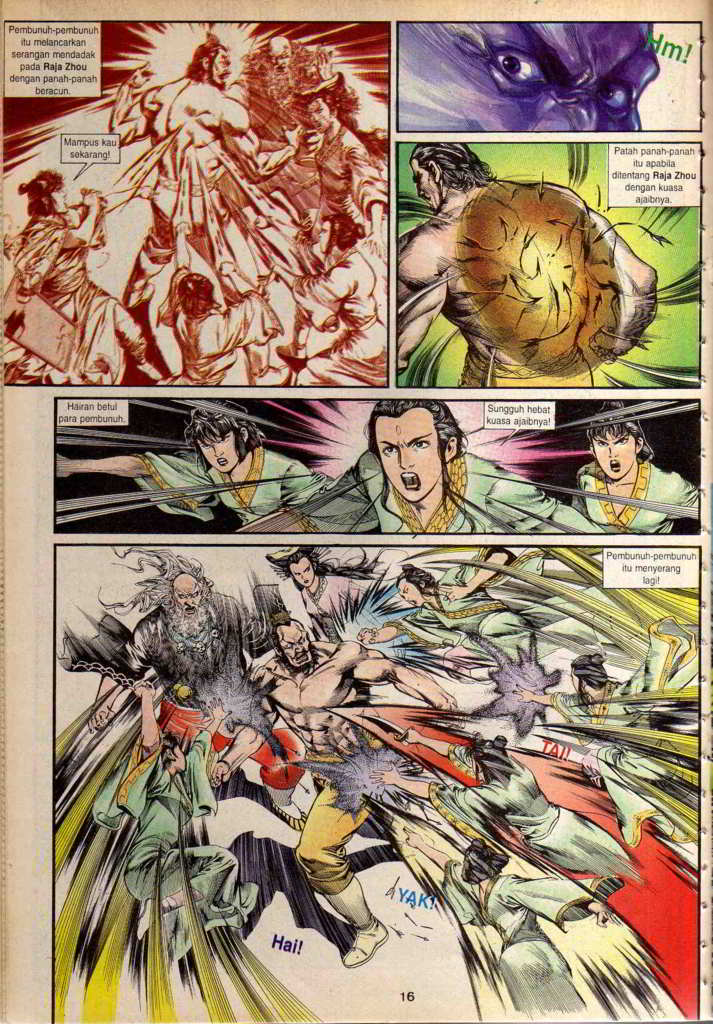 Pembunuh-pembunuh
itu melancarkan
serangan mendadak
pada Raja Zhou
dengan panah-panah
beracun.
Mampus kau
sekarang!
Hm!
Patah panah-panah
itu apabila
ditentang Raja Zhou
dengan kuasa
ajaibnya.
Hairan betul
para pembunuh.
Sungguh hebat
kuasa ajaibnya!
Pembunuh-pembunuh
itu menyerang
lagi!
TAI!
YAK!
Hai!
16